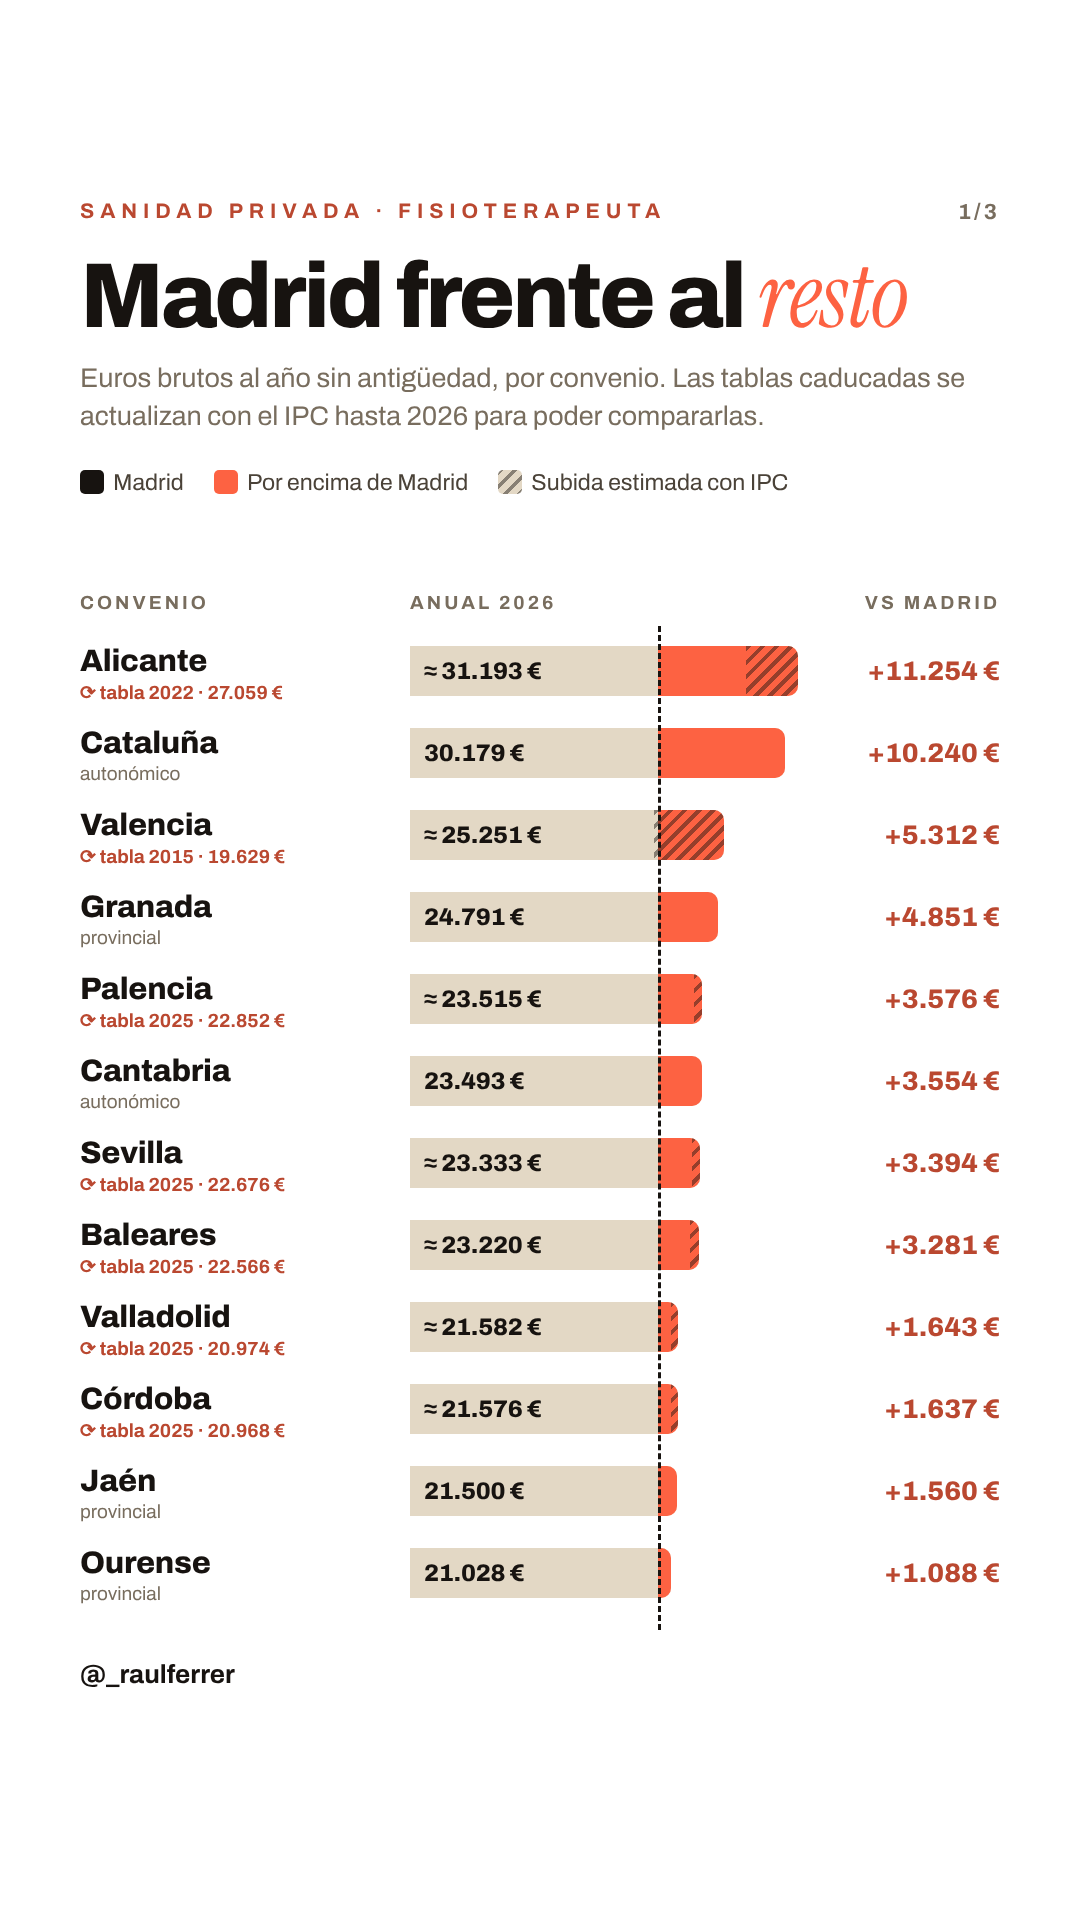 SANIDAD PRIVADA · FISIOTERAPEUTA
1/3
Madrid frente al resto
Euros brutos al año sin antigüedad, por convenio. Las tablas caducadas se
actualizan con el IPC hasta 2026 para poder compararlas.
Madrid Por encima de Madrid Subida estimada con IPC
CONVENIO ANUAL 2026 VS MADRID
Alicante
⟳ tabla 2022 · 27.059 €
≈ 31.193 €
+11.254 €
Cataluña
autonómico
30.179 €
+10.240 €
Valencia
⟳ tabla 2015 · 19.629 €
≈ 25.251 €
+5.312 €
Granada
provincial
24.791 €
+4.851 €
Palencia
⟳ tabla 2025 · 22.852 €
≈ 23.515 €
+3.576 €
Cantabria
autonómico
23.493 €
+3.554 €
Sevilla
⟳ tabla 2025 · 22.676 €
≈ 23.333 €
+3.394 €
Baleares
⟳ tabla 2025 · 22.566 €
≈ 23.220 €
+3.281 €
Valladolid
⟳ tabla 2025 · 20.974 €
≈ 21.582 €
+1.643 €
Córdoba
⟳ tabla 2025 · 20.968 €
≈ 21.576 €
+1.637 €
Jaén
provincial
21.500 €
+1.560 €
Ourense
provincial
21.028 €
+1.088 €
@_raulferrer